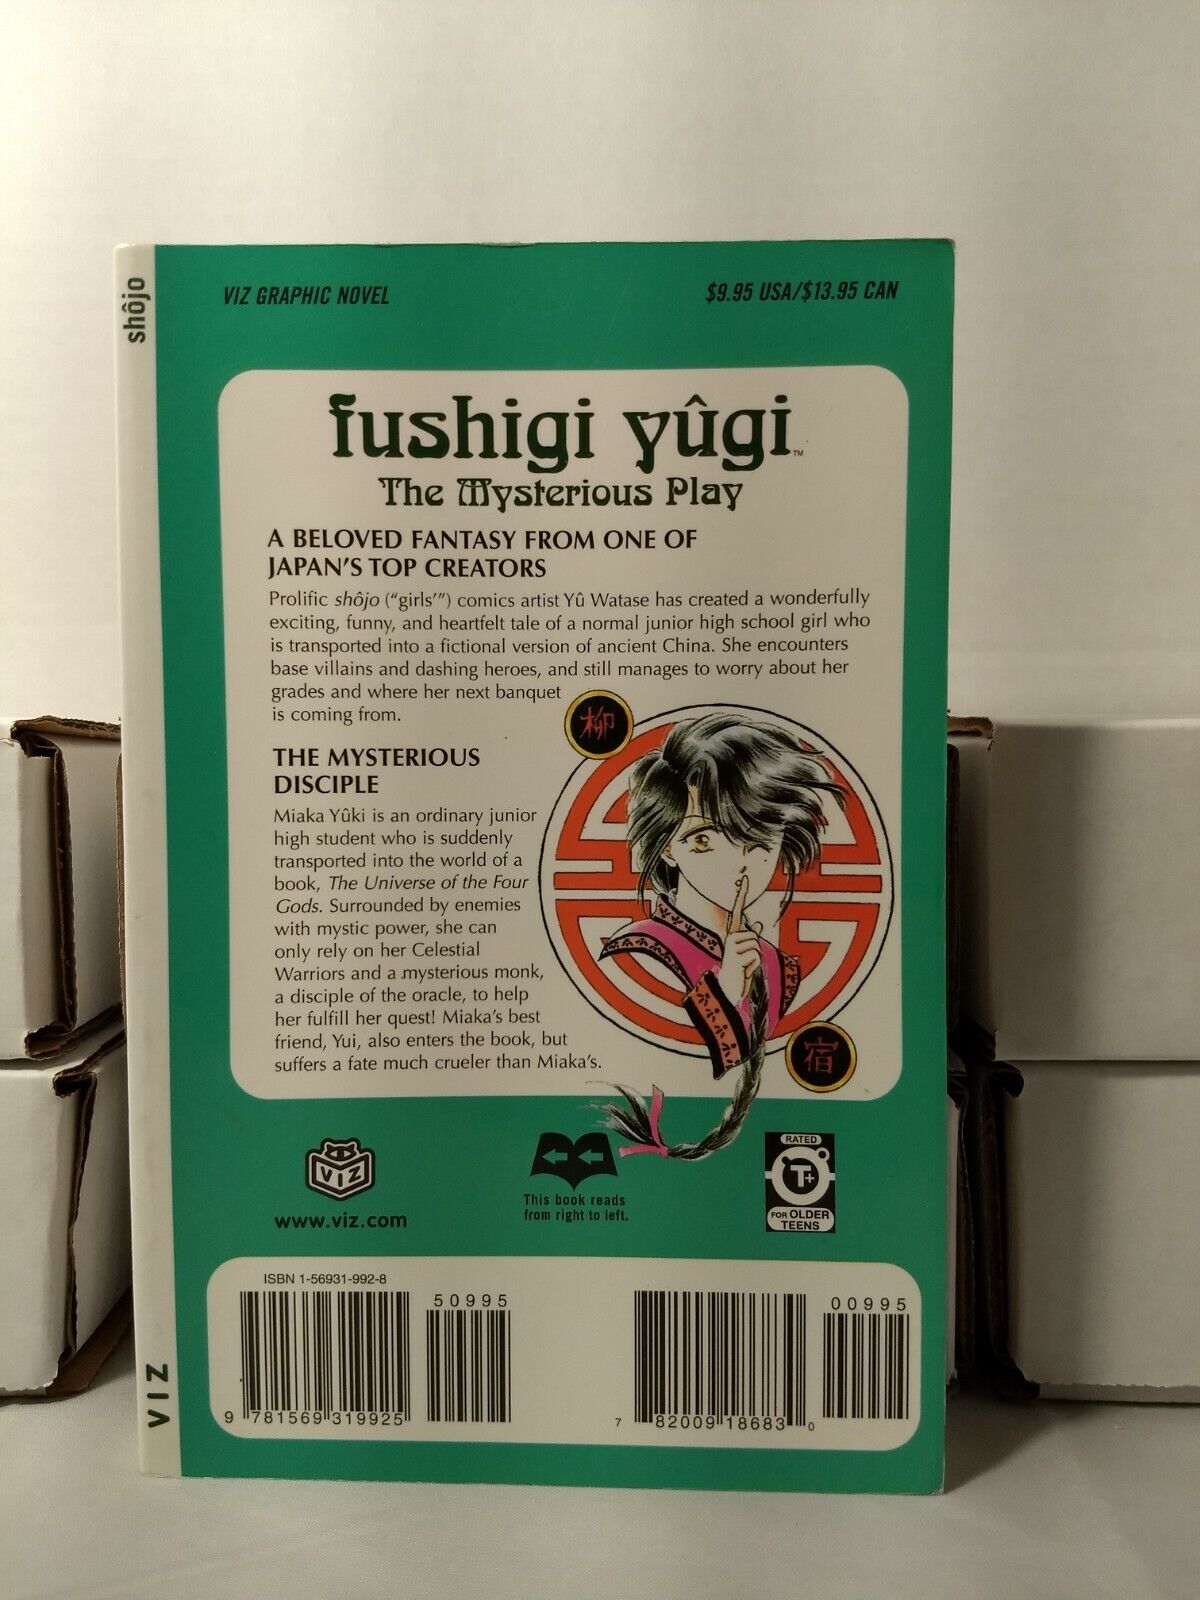 shôjo
VIZ GRAPHIC NOVEL
$9.95 USA/$13.95 CAN
fushigi yûgi™
The Mysterious Play
A BELOVED FANTASY FROM ONE OF
JAPAN'S TOP CREATORS
Prolific shôjo ("girls'") comics artist Yû Watase has created a wonderfully
exciting, funny, and heartfelt tale of a normal junior high school girl who
is transported into a fictional version of ancient China. She encounters
base villains and dashing heroes, and still manages to worry about her
grades and where her next banquet
is coming from.
柳
THE MYSTERIOUS
DISCIPLE
Miaka Yûki is an ordinary junior
high student who is suddenly
transported into the world of a
book, The Universe of the Four
Gods. Surrounded by enemies
with mystic power, she can
only rely on her Celestial
Warriors and a mysterious monk,
a disciple of the oracle, to help
her fulfill her quest! Miaka's best
friend, Yui, also enters the book, but
suffers a fate much crueler than Miaka's.
宿
VIZ
www.viz.com
This book reads
from right to left.
RATED
T+
FOR OLDER
TEENS
ISBN 1-56931-992-8
50995
9 781569 319925
00995
7 82009 18683 0
VIZ